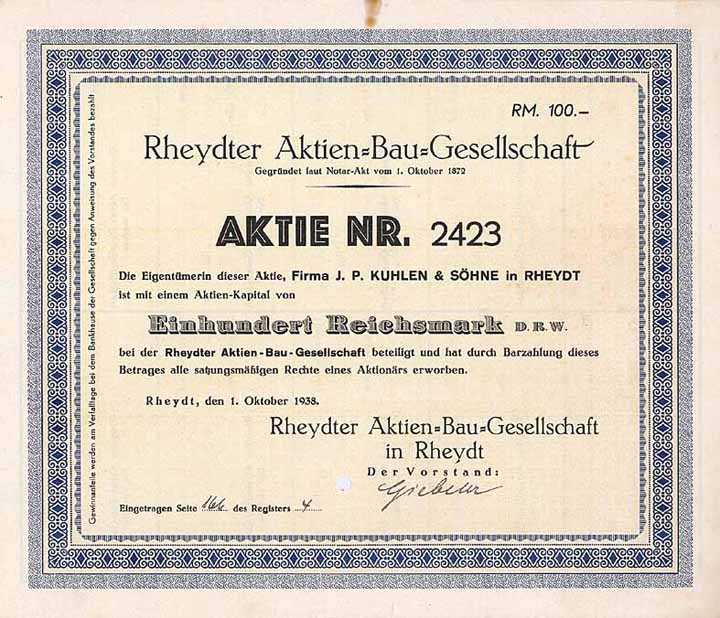 RM. 100.–
Rheydter Aktien=Bau=Gesellschaft
Gegründet laut Notar-Akt vom 1. Oktober 1872
AKTIE NR. 2423
Die Eigentümerin dieser Aktie, Firma J. P. KUHLEN & SÖHNE in RHEYDT
ist mit einem Aktien-Kapital von
Einhundert Reichsmark D. R. W.
bei der Rheydter Aktien-Bau-Gesellschaft beteiligt und hat durch Barzahlung dieses
Betrages alle satzungsmäßigen Rechte eines Aktionärs erworben.
Rheydt, den 1. Oktober 1938.
Rheydter Aktien=Bau=Gesellschaft
in Rheydt
Der Vorstand:
Eingetragen Seite 166 des Registers 4
Gewinnanteile werden am Verfalltage bei dem Bankhause der Gesellschaft gegen Anweisung des Vorstandes bezahlt